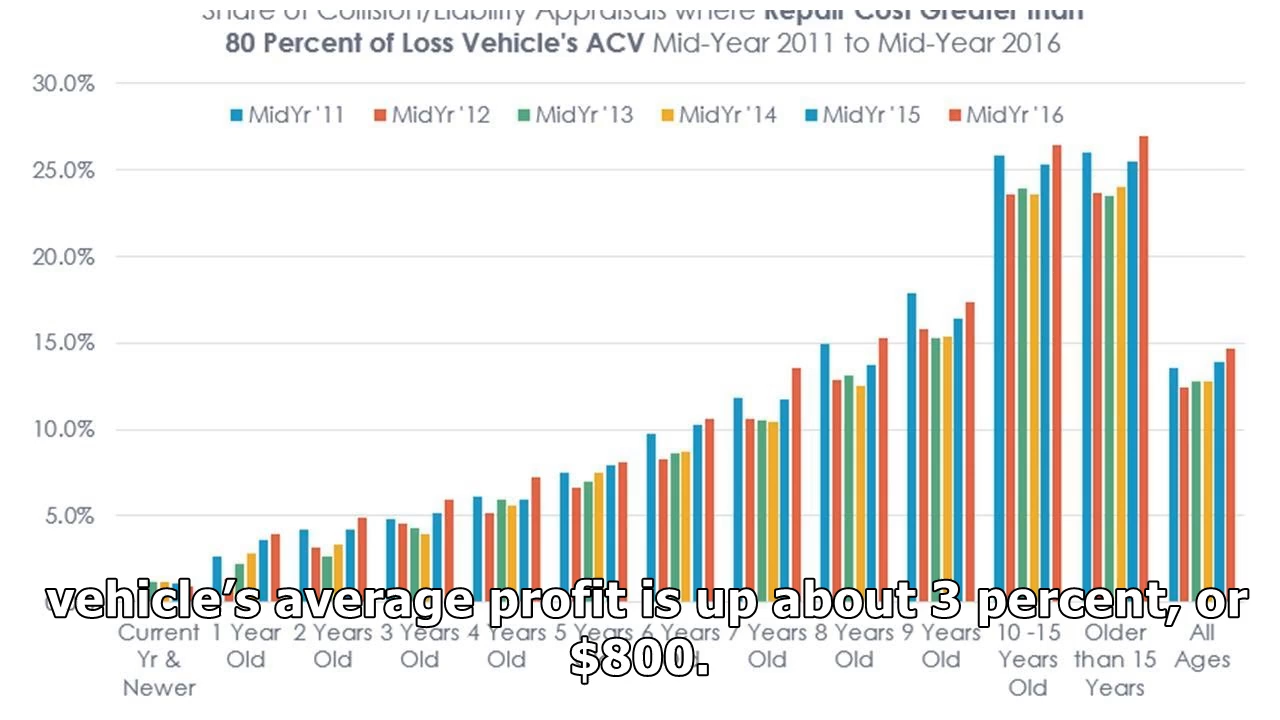 Share of Collision/Liability Appraisals where Repair Cost Greater than
80 Percent of Loss Vehicle's ACV Mid-Year 2011 to Mid-Year 2016
30.0%
MidYr '11 MidYr '12 MidYr '13 MidYr '14 MidYr '15 MidYr '16
25.0%
20.0%
15.0%
10.0%
5.0%
vehicle's average profit is up about 3 percent, or
$800.
Current Yr & Newer
1 Year Old
2 Years Old
3 Years Old
4 Years Old
5 Years
6 Years
7 Years Old
8 Years Old
9 Years Old
10 -15 Years Old
Older than 15 Years
All Ages